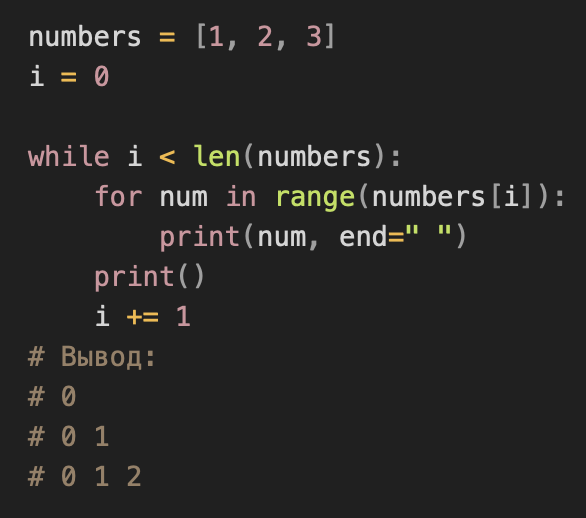 numbers = [1, 2, 3]
i = 0

while i < len(numbers):
    for num in range(numbers[i]):
        print(num, end=" ")
    print()
    i += 1
# Вывод:
# 0
# 0 1
# 0 1 2